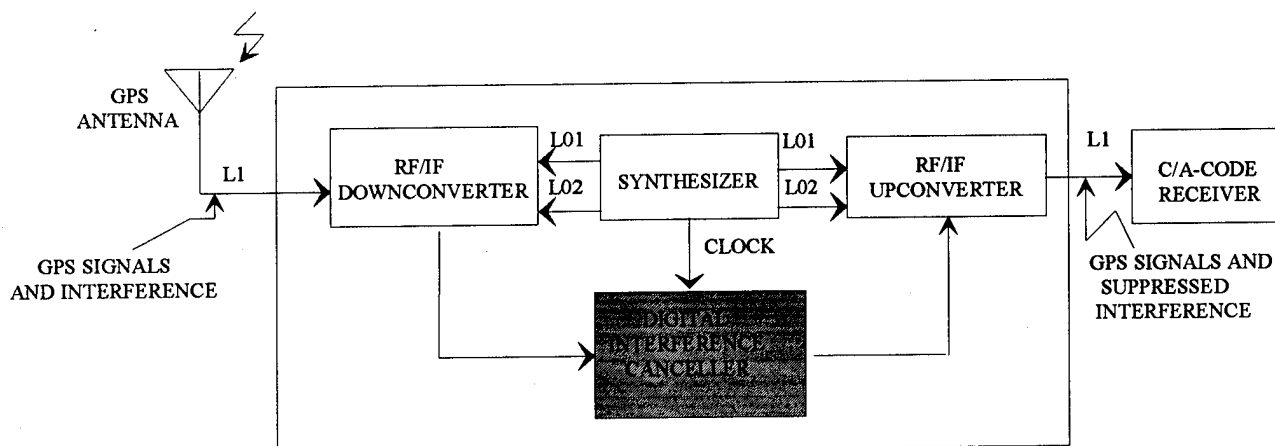 GPS
ANTENNA
L1
GPS SIGNALS
AND INTERFERENCE
RF/IF
DOWNCONVERTER
L01
L02
SYNTHESIZER
L01
L02
CLOCK
DIGITAL
INTERFERENCE
CANCELLER
RF/IF
UPCONVERTER
L1
C/A-CODE
RECEIVER
GPS SIGNALS AND
SUPPRESSED
INTERFERENCE